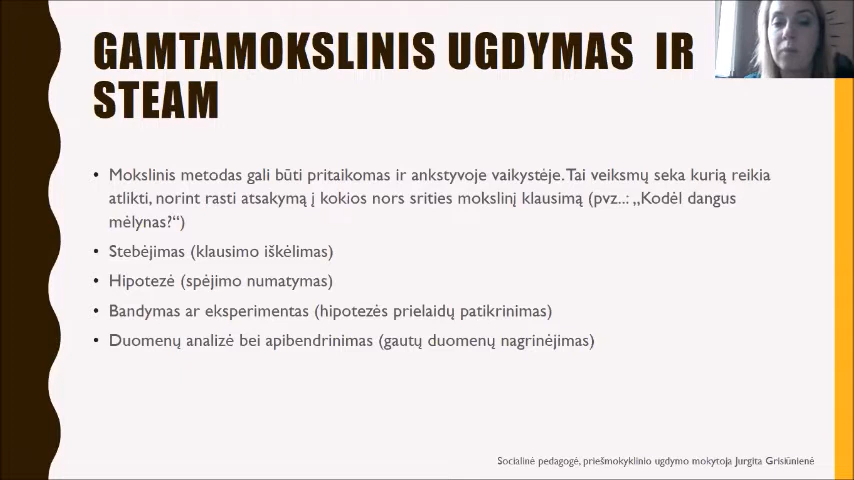 GAMTAMOKSLINIS UGDYMAS IR
STEAM
• Mokslinis metodas gali būti pritaikomas ir ankstyvoje vaikystėje. Tai veiksmų seka kurią reikia
atlikti, norint rasti atsakymą į kokios nors srities mokslinį klausimą (pvz..: „Kodėl dangus
mėlynas?“)
• Stebėjimas (klausimo iškėlimas)
• Hipotezė (spėjimo numatymas)
• Bandymas ar eksperimentas (hipotezės prielaidų patikrinimas)
• Duomenų analizė bei apibendrinimas (gautų duomenų nagrinėjimas)
Socialinė pedagogė, priešmokyklinio ugdymo mokytoja Jurgita Grisiūnienė